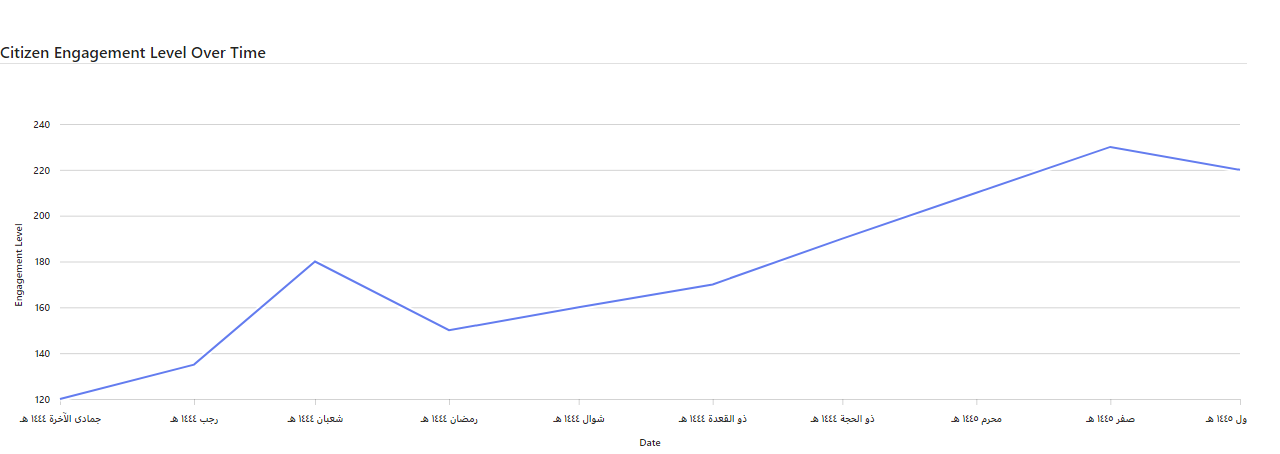 Citizen Engagement Level Over Time
240
220
200
180
160
140
120
Engagement Level
جمادى الآخرة ١٤٤٤ هـ
رجب ١٤٤٤ هـ
شعبان ١٤٤٤ هـ
رمضان ١٤٤٤ هـ
شوال ١٤٤٤ هـ
ذو القعدة ١٤٤٤ هـ
ذو الحجة ١٤٤٤ هـ
محرم ١٤٤٥ هـ
صفر ١٤٤٥ هـ
ول ١٤٤٥ هـ
Date